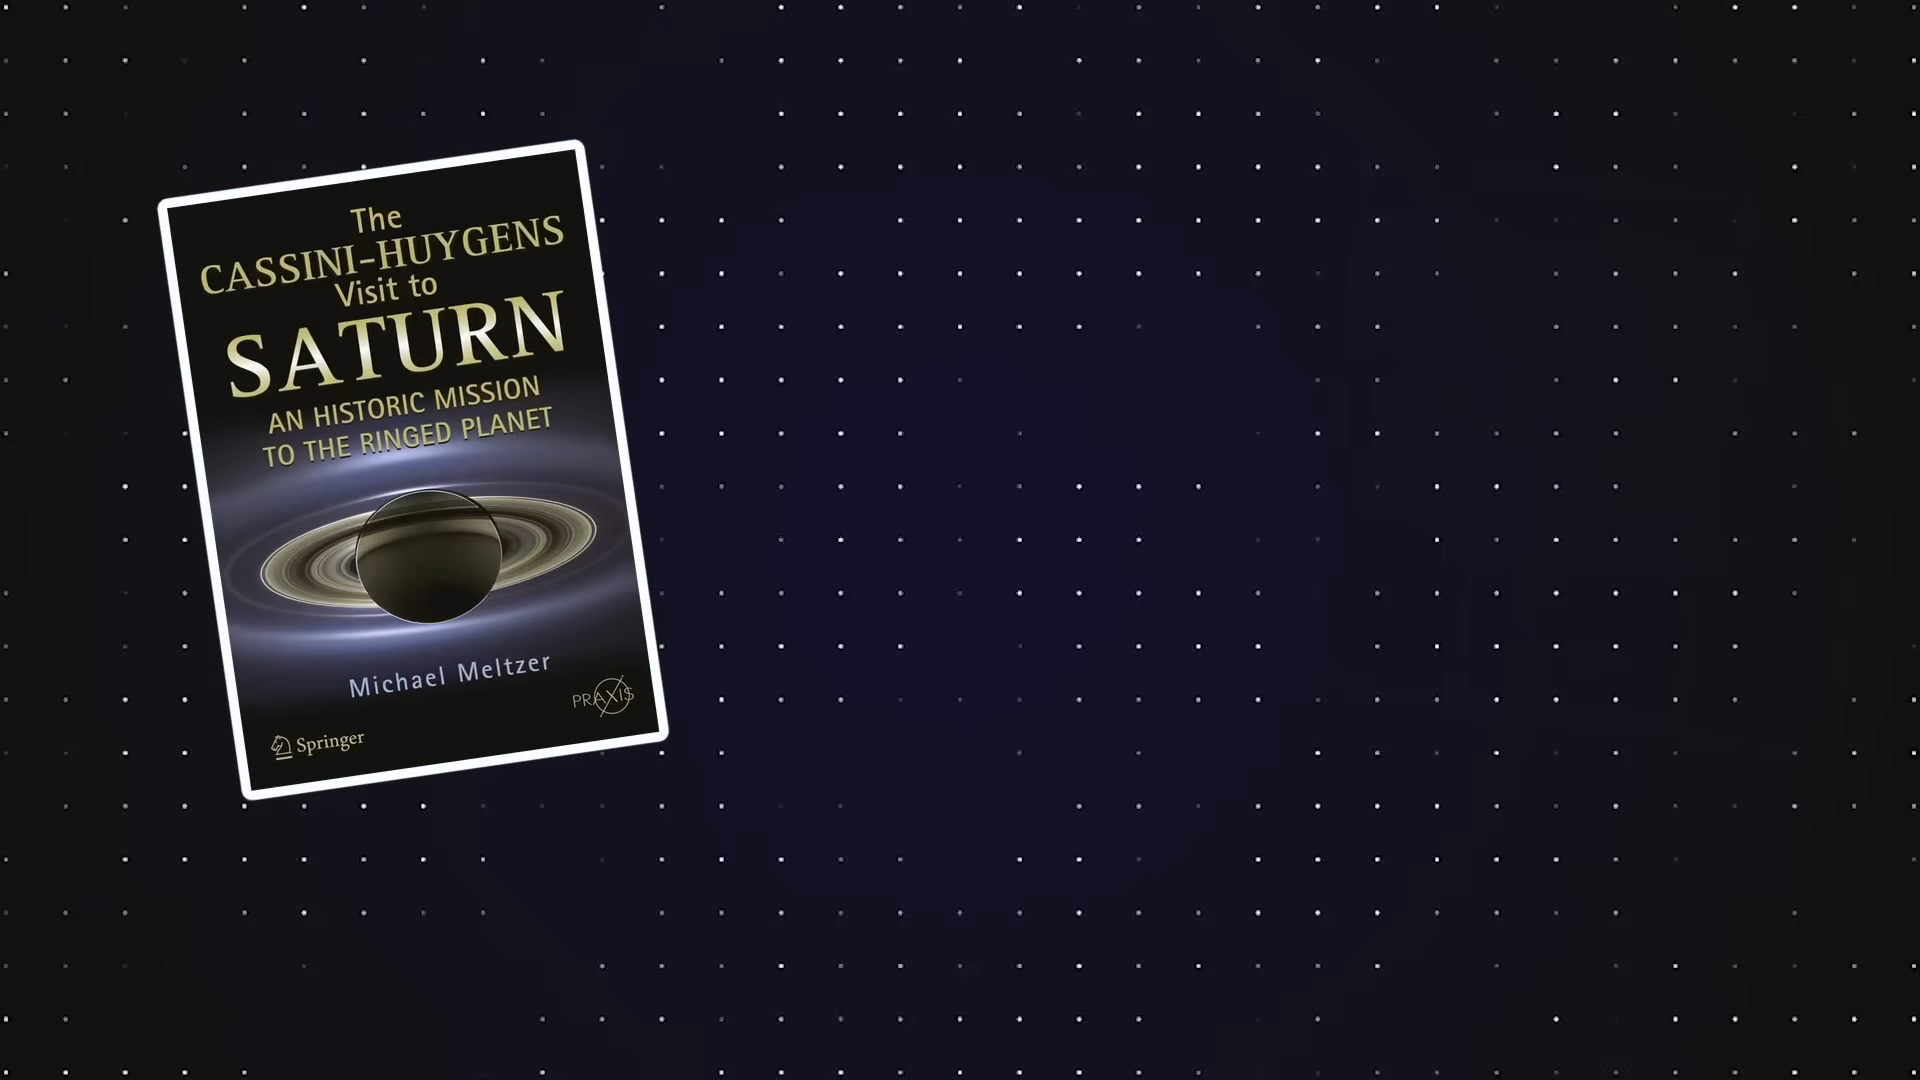 The
CASSINI-HUYGENS
Visit to
SATURN
AN HISTORIC MISSION
TO THE RINGED PLANET
Michael Meltzer
PRAXIS
Springer